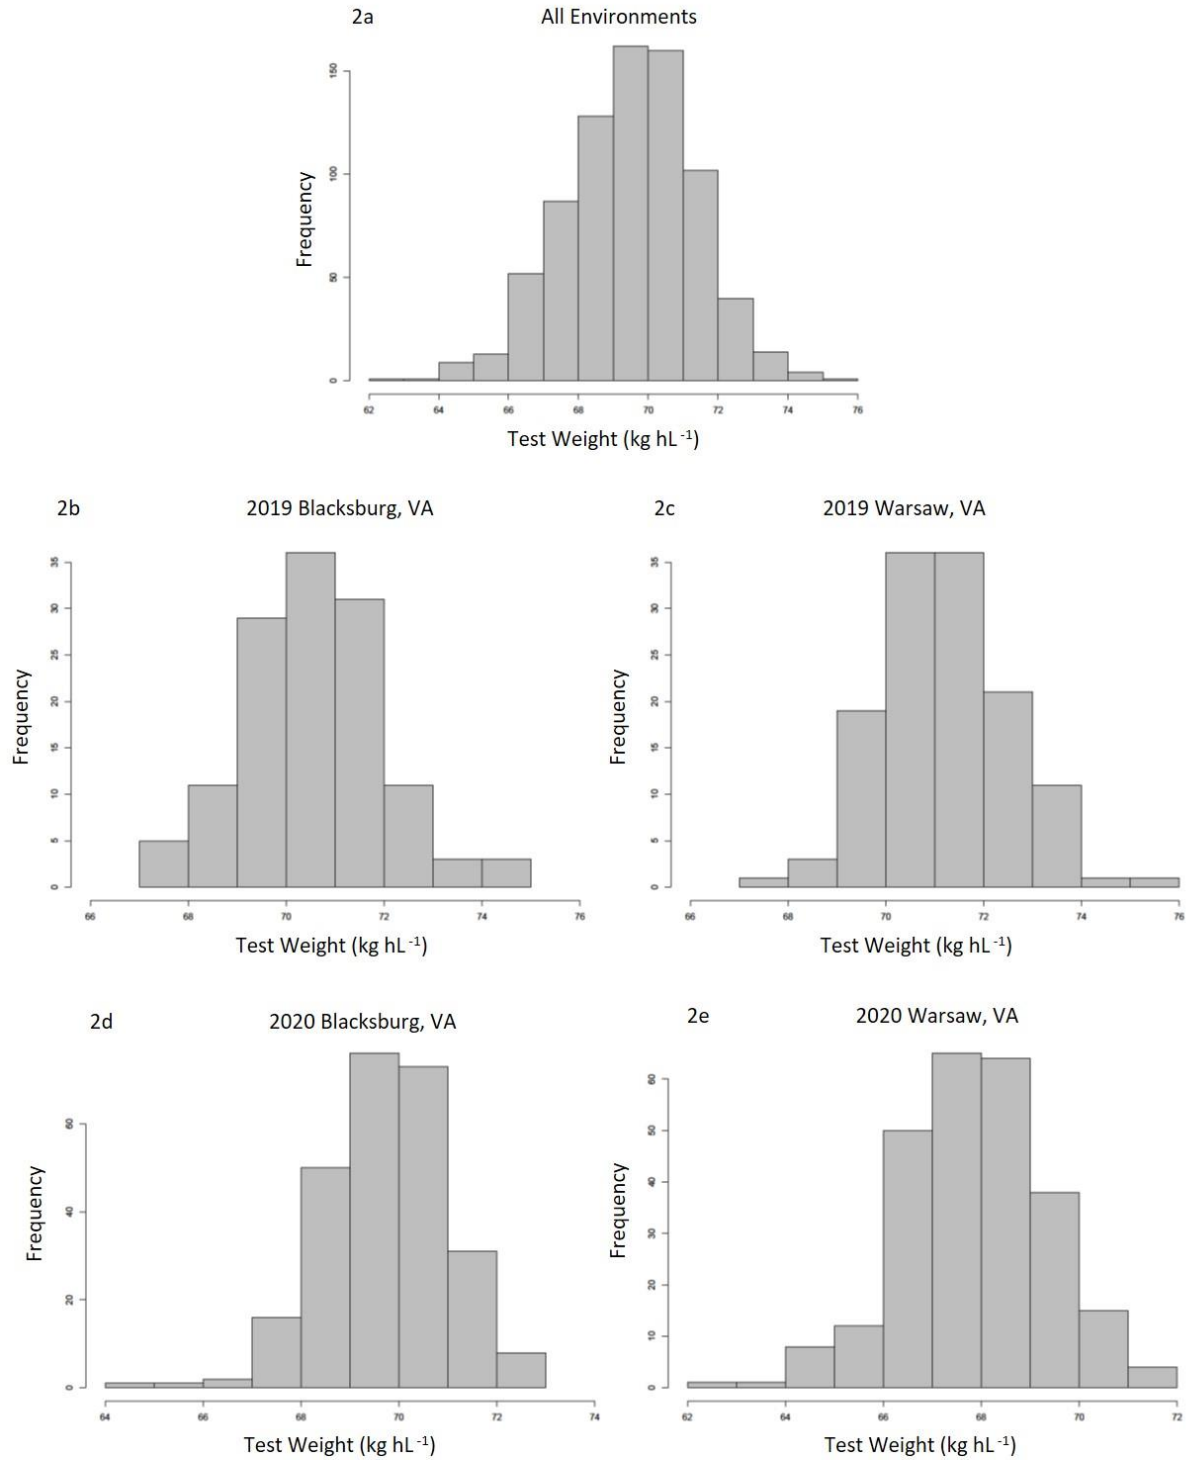 2a
All Environments
Frequency
150
100
50
0
62 64 66 68 70 72 74 76
Test Weight (kg hL⁻¹)
2b
2019 Blacksburg, VA
Frequency
35
30
25
20
15
10
5
0
66 68 70 72 74 76
Test Weight (kg hL⁻¹)
2c
2019 Warsaw, VA
Frequency
35
30
25
20
15
10
5
0
66 68 70 72 74 76
Test Weight (kg hL⁻¹)
2d
2020 Blacksburg, VA
Frequency
60
40
20
0
64 66 68 70 72 74
Test Weight (kg hL⁻¹)
2e
2020 Warsaw, VA
Frequency
60
50
40
30
20
10
0
62 64 66 68 70 72
Test Weight (kg hL⁻¹)